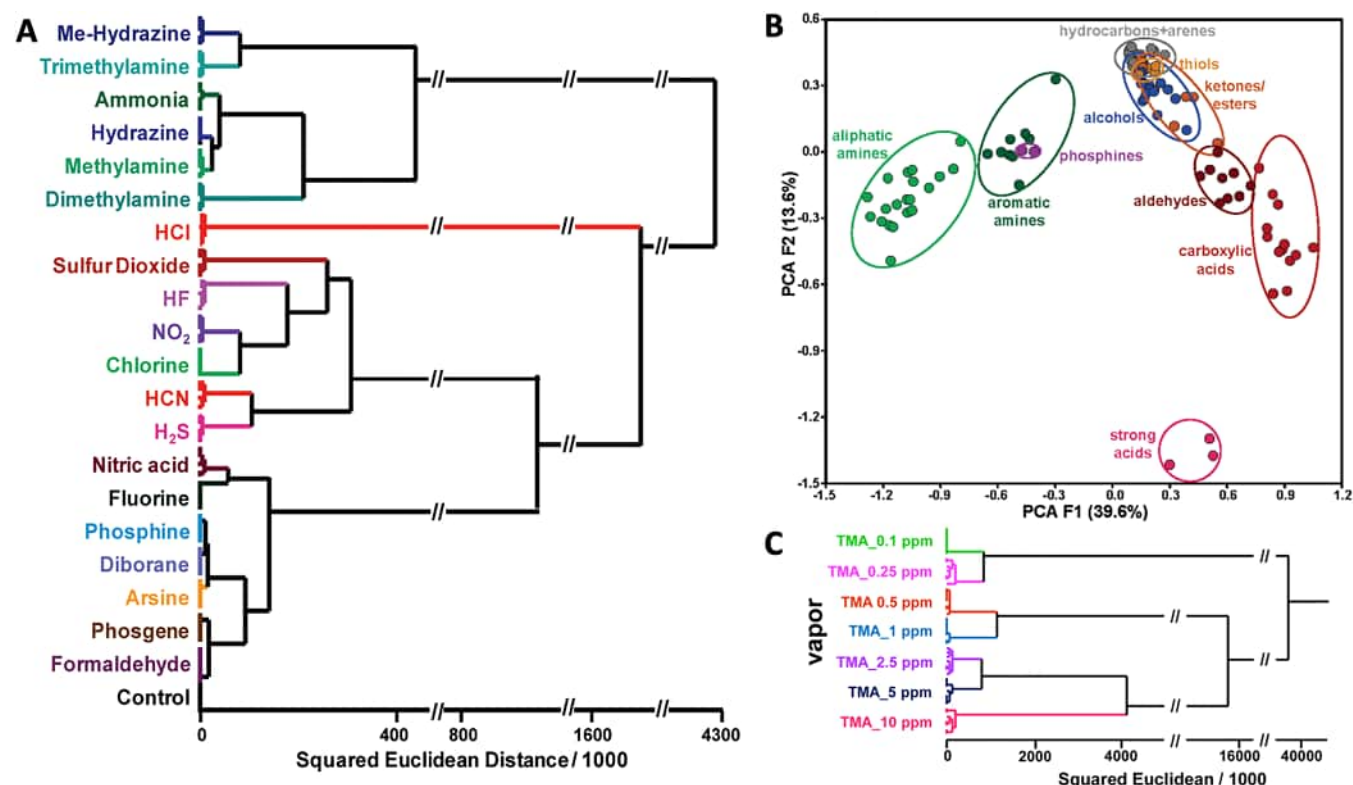 A
Me-Hydrazine
Trimethylamine
Ammonia
Hydrazine
Methylamine
Dimethylamine
HCl
Sulfur Dioxide
HF
NO₂
Chlorine
HCN
H₂S
Nitric acid
Fluorine
Phosphine
Diborane
Arsine
Phosgene
Formaldehyde
Control
0 400 800 1600 4300
Squared Euclidean Distance / 1000
B
PCA F2 (13.6%)
0.6
0.3
0.0
-0.3
-0.6
-0.9
-1.2
-1.5
hydrocarbons+arenes
thiols
ketones/
esters
alcohols
aliphatic
amines
phosphines
aromatic
amines
aldehydes
carboxylic
acids
strong
acids
-1.5 -1.2 -0.9 -0.6 -0.3 0.0 0.3 0.6 0.9 1.2
PCA F1 (39.6%)
C
vapor
TMA_0.1 ppm
TMA_0.25 ppm
TMA 0.5 ppm
TMA_1 ppm
TMA_2.5 ppm
TMA_5 ppm
TMA_10 ppm
0 2000 4000 16000 40000
Squared Euclidean / 1000